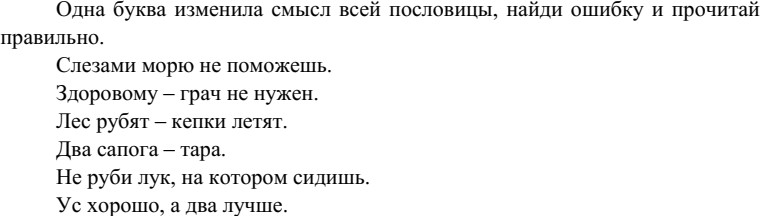 Одна буква изменила смысл всей пословицы, найди ошибку и прочитай
правильно.
Слезами морю не поможешь.
Здоровому – грач не нужен.
Лес рубят – кепки летят.
Два сапога – тара.
Не руби лук, на котором сидишь.
Ус хорошо, а два лучше.